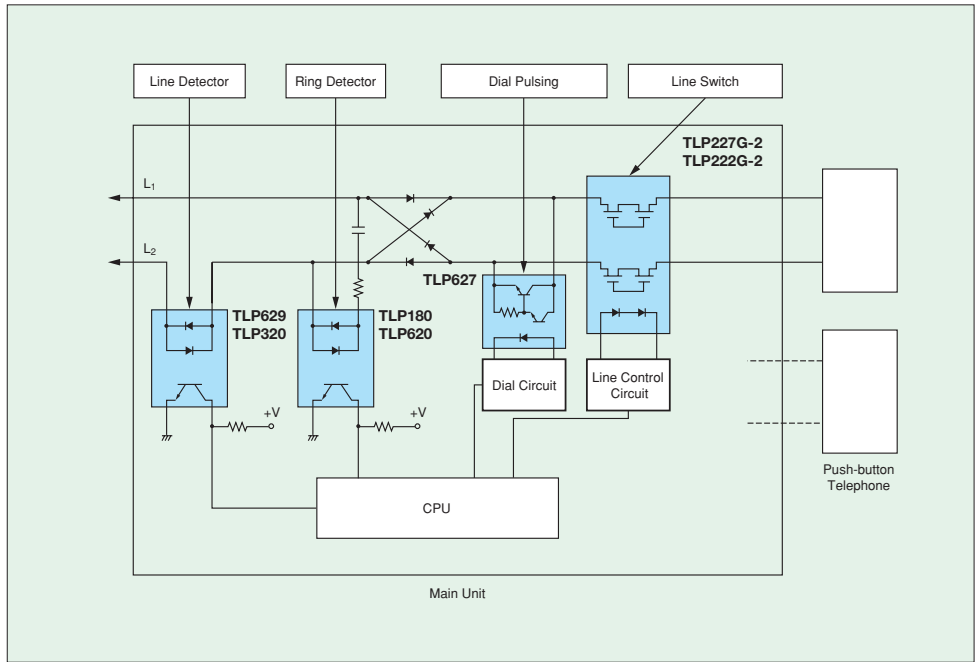 Line Detector
Ring Detector
Dial Pulsing
Line Switch
TLP227G-2
TLP222G-2
L1
L2
TLP627
TLP629
TLP320
TLP180
TLP620
Dial Circuit
Line Control
Circuit
+V
+V
CPU
Push-button
Telephone
Main Unit